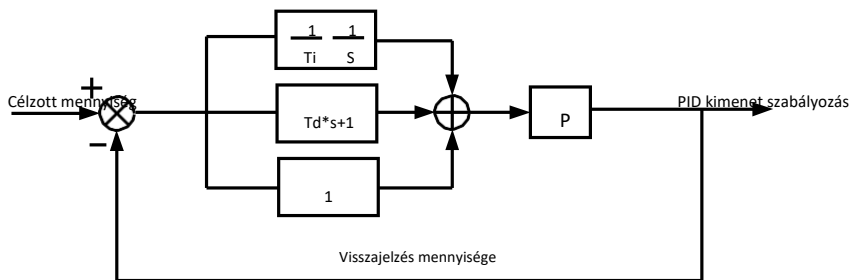 1 1
Ti S
+
Célzott mennyiség
PID kimenet szabályozás
Td*s+1
P
−
1
Visszajelzés mennyisége